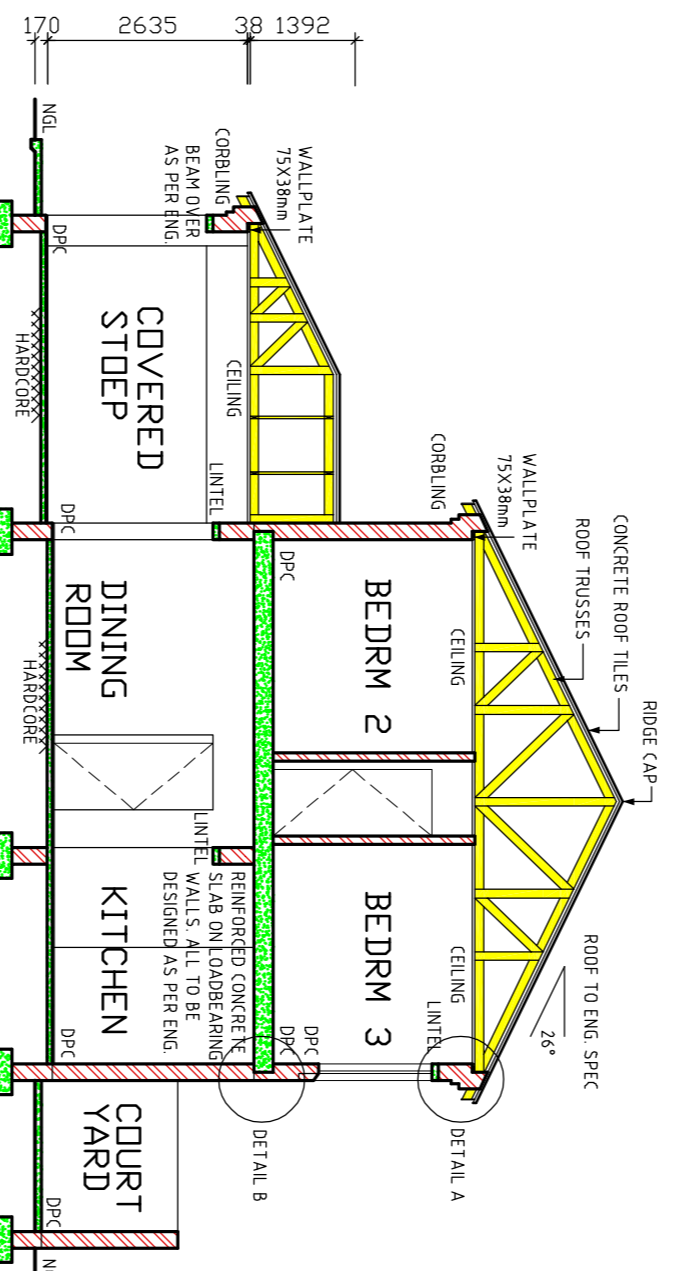 170 2635 38 1392
RIDGE CAP
CONCRETE ROOF TILES
ROOF TRUSSES
WALLPLATE
75X38mm
CORBLING
ROOF TO ENG. SPEC
26°
WALLPLATE
75X38mm
CORBLING
BEAM OVER
AS PER ENG.
CEILING
CEILING
CEILING
LINTEL
DETAIL A
BEDRM 2
BEDRM 3
DPC
DPC
DPC
DETAIL B
LINTEL
LINTEL
REINFORCED CONCRETE
SLAB ON LOADBEARING
WALLS. ALL TO BE
DESIGNED AS PER ENG.
COVERED
STOEP
DINING
ROOM
KITCHEN
COURT
YARD
NGL
DPC
DPC
DPC
DPC
HARDCORE
HARDCORE